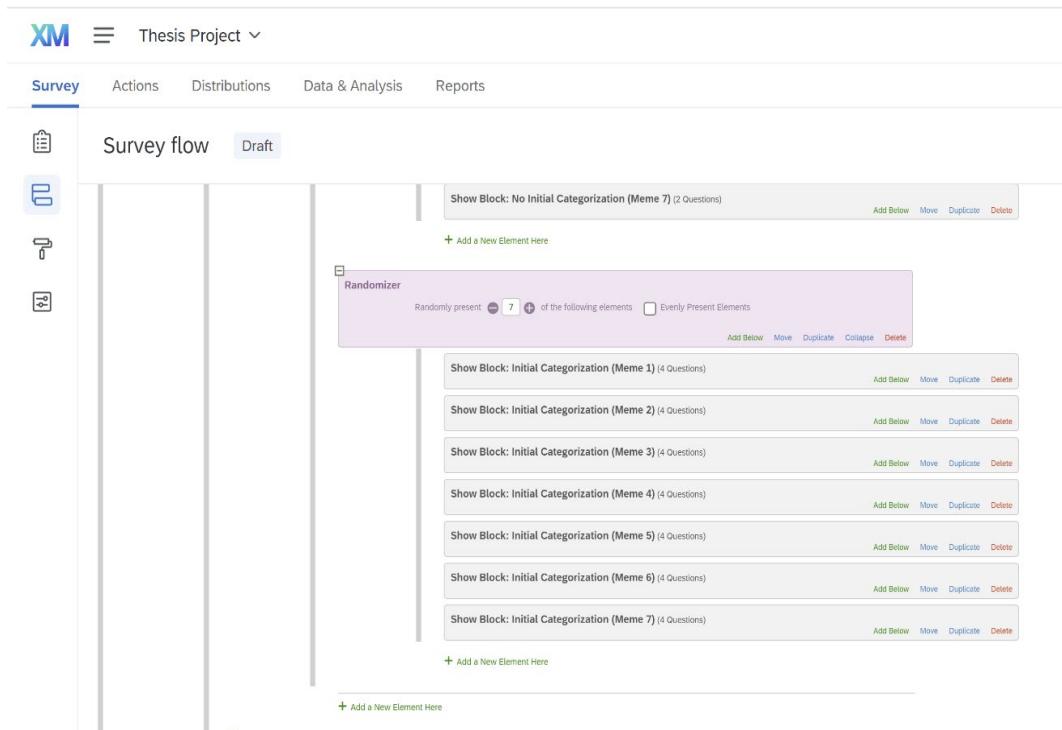 XM Thesis Project
Survey Actions Distributions Data & Analysis Reports
Survey flow Draft
Show Block: No Initial Categorization (Meme 7) (2 Questions)
Add Below Move Duplicate Delete
+ Add a New Element Here
Randomizer
Randomly present 7 of the following elements Evenly Present Elements
Add Below Move Duplicate Collapse Delete
Show Block: Initial Categorization (Meme 1) (4 Questions)
Add Below Move Duplicate Delete
Show Block: Initial Categorization (Meme 2) (4 Questions)
Add Below Move Duplicate Delete
Show Block: Initial Categorization (Meme 3) (4 Questions)
Add Below Move Duplicate Delete
Show Block: Initial Categorization (Meme 4) (4 Questions)
Add Below Move Duplicate Delete
Show Block: Initial Categorization (Meme 5) (4 Questions)
Add Below Move Duplicate Delete
Show Block: Initial Categorization (Meme 6) (4 Questions)
Add Below Move Duplicate Delete
Show Block: Initial Categorization (Meme 7) (4 Questions)
Add Below Move Duplicate Delete
+ Add a New Element Here
+ Add a New Element Here